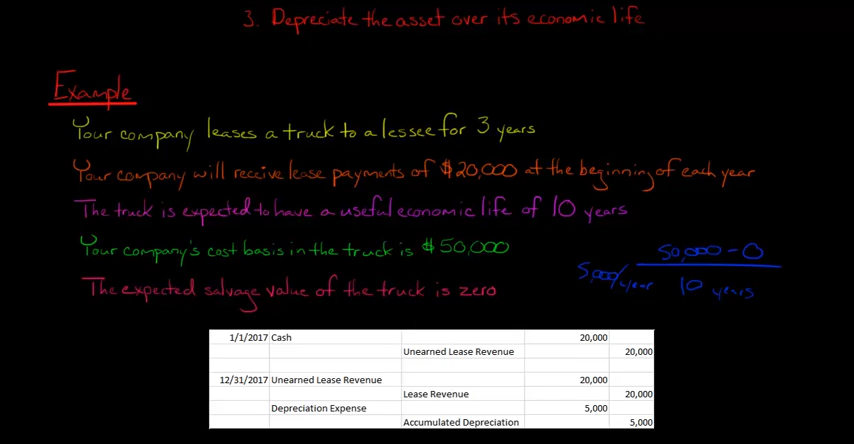 3. Depreciate the asset over its economic life
Example
Your company leases a truck to a lessee for 3 years
Your company will receive lease payments of $20,000 at the beginning of each year
The truck is expected to have a useful economic life of 10 years
Your company's cost basis in the truck is $50,000
The expected salvage value of the truck is zero
50,000 - 0
5,000/year 10 years
1/1/2017 Cash 20,000
Unearned Lease Revenue 20,000
12/31/2017 Unearned Lease Revenue 20,000
Lease Revenue 20,000
Depreciation Expense 5,000
Accumulated Depreciation 5,000